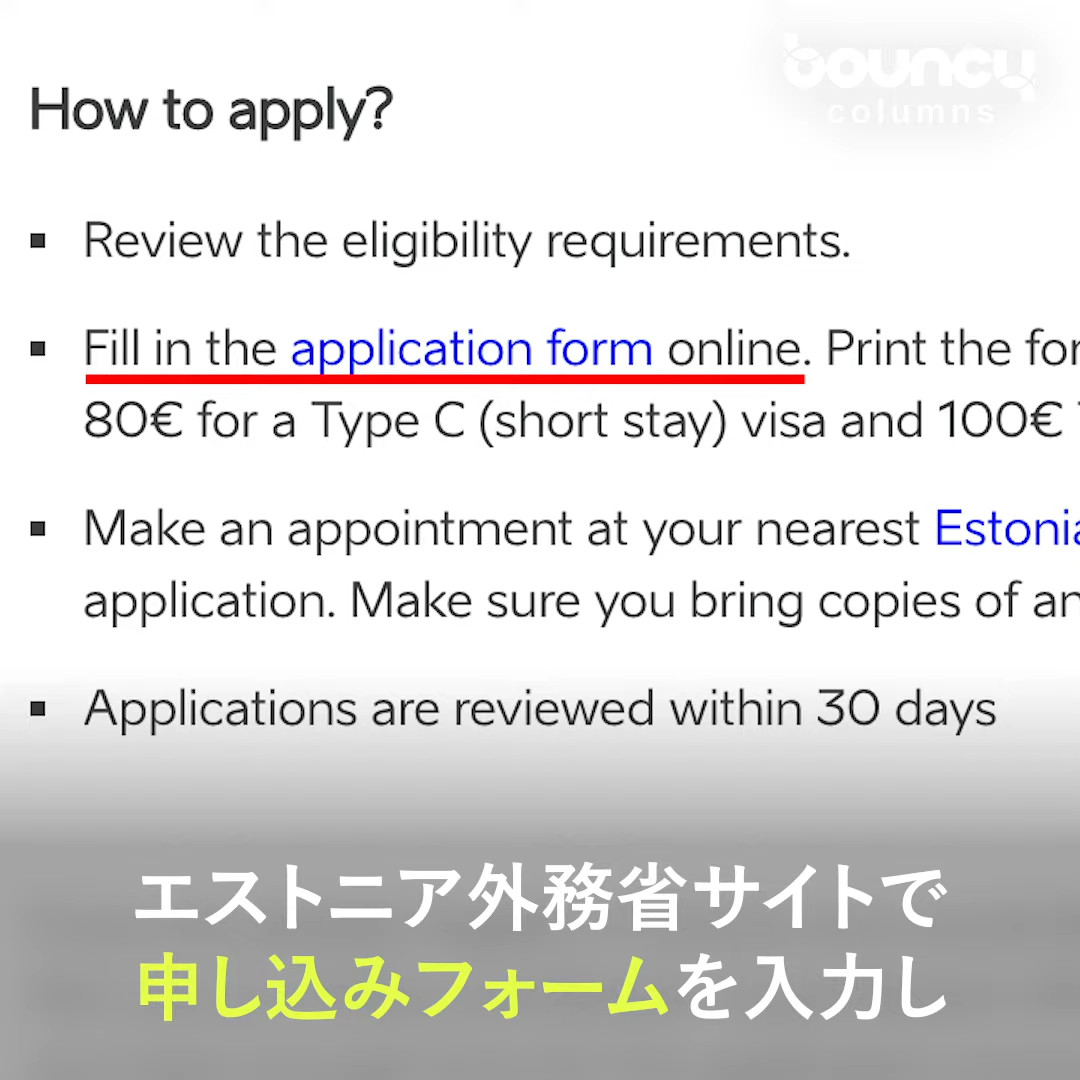 bouncy
columns
How to apply?
▪ Review the eligibility requirements.
▪ Fill in the application form online. Print the for
80€ for a Type C (short stay) visa and 100€
▪ Make an appointment at your nearest Estonia
application. Make sure you bring copies of an
▪ Applications are reviewed within 30 days
エストニア外務省サイトで
申し込みフォームを入力し